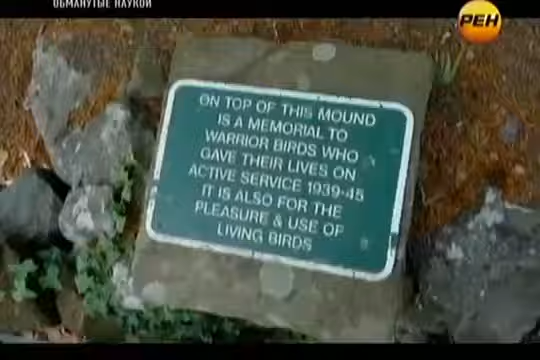 ОБМАНУТЫЕ НАУКОЙ
РЕН
ON TOP OF THIS MOUND
IS A MEMORIAL TO
WARRIOR BIRDS WHO
GAVE THEIR LIVES ON
ACTIVE SERVICE 1939-45
IT IS ALSO FOR THE
PLEASURE & USE OF
LIVING BIRDS